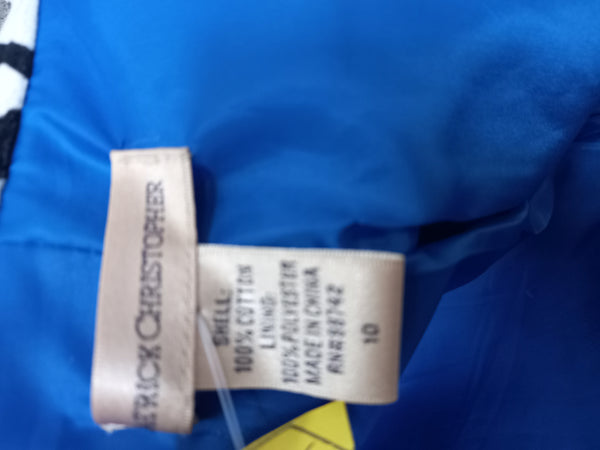 TRICK CHRISTOPHER
SHELL:
100% COTTON
LINING:
100% POLYESTER
MADE IN CHINA
RN#88742
10